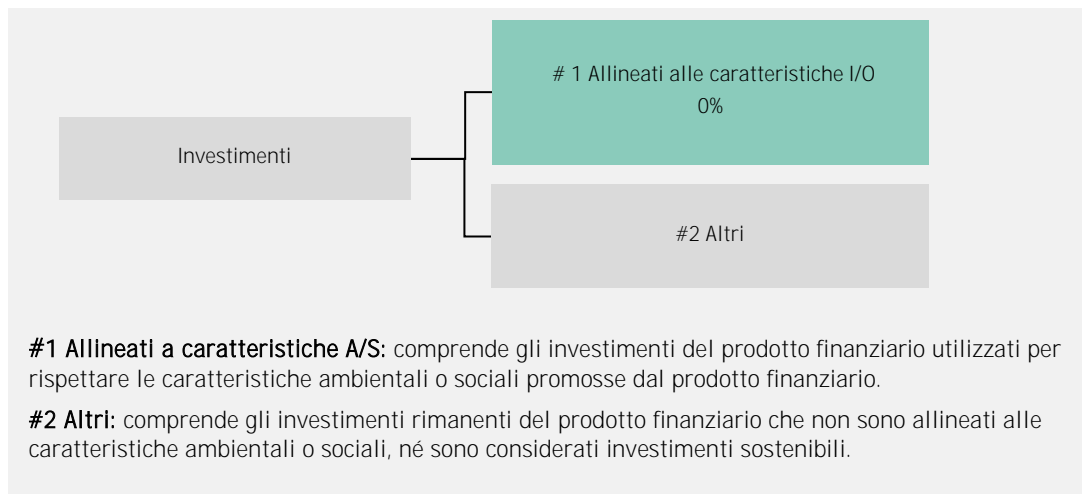 # 1 Allineati alle caratteristiche I/O
0%
Investimenti
#2 Altri
#1 Allineati a caratteristiche A/S: comprende gli investimenti del prodotto finanziario utilizzati per
rispettare le caratteristiche ambientali o sociali promosse dal prodotto finanziario.
#2 Altri: comprende gli investimenti rimanenti del prodotto finanziario che non sono allineati alle
caratteristiche ambientali o sociali, né sono considerati investimenti sostenibili.